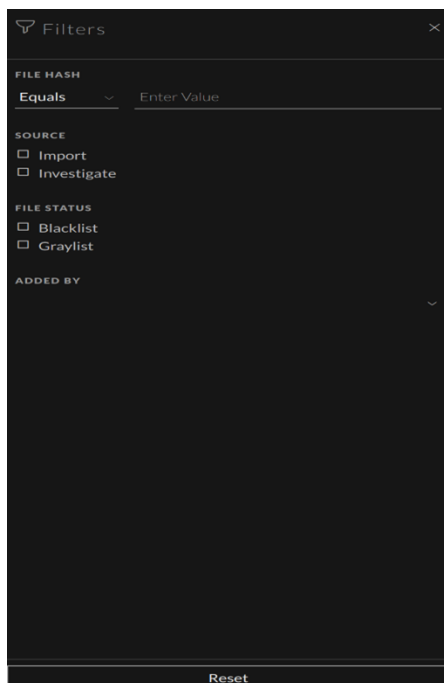 Filters
FILE HASH
Equals Enter Value
SOURCE
Import
Investigate
FILE STATUS
Blacklist
Graylist
ADDED BY
Reset